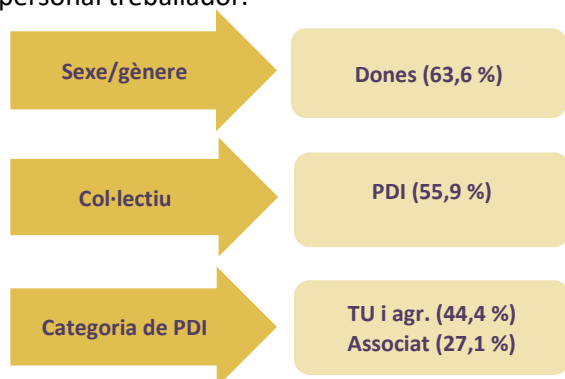 personal treballador:
Sexe/gènere
Dones (63,6 %)
Col·lectiu
PDI (55,9 %)
Categoria de PDI
TU i agr. (44,4 %)
Associat (27,1 %)